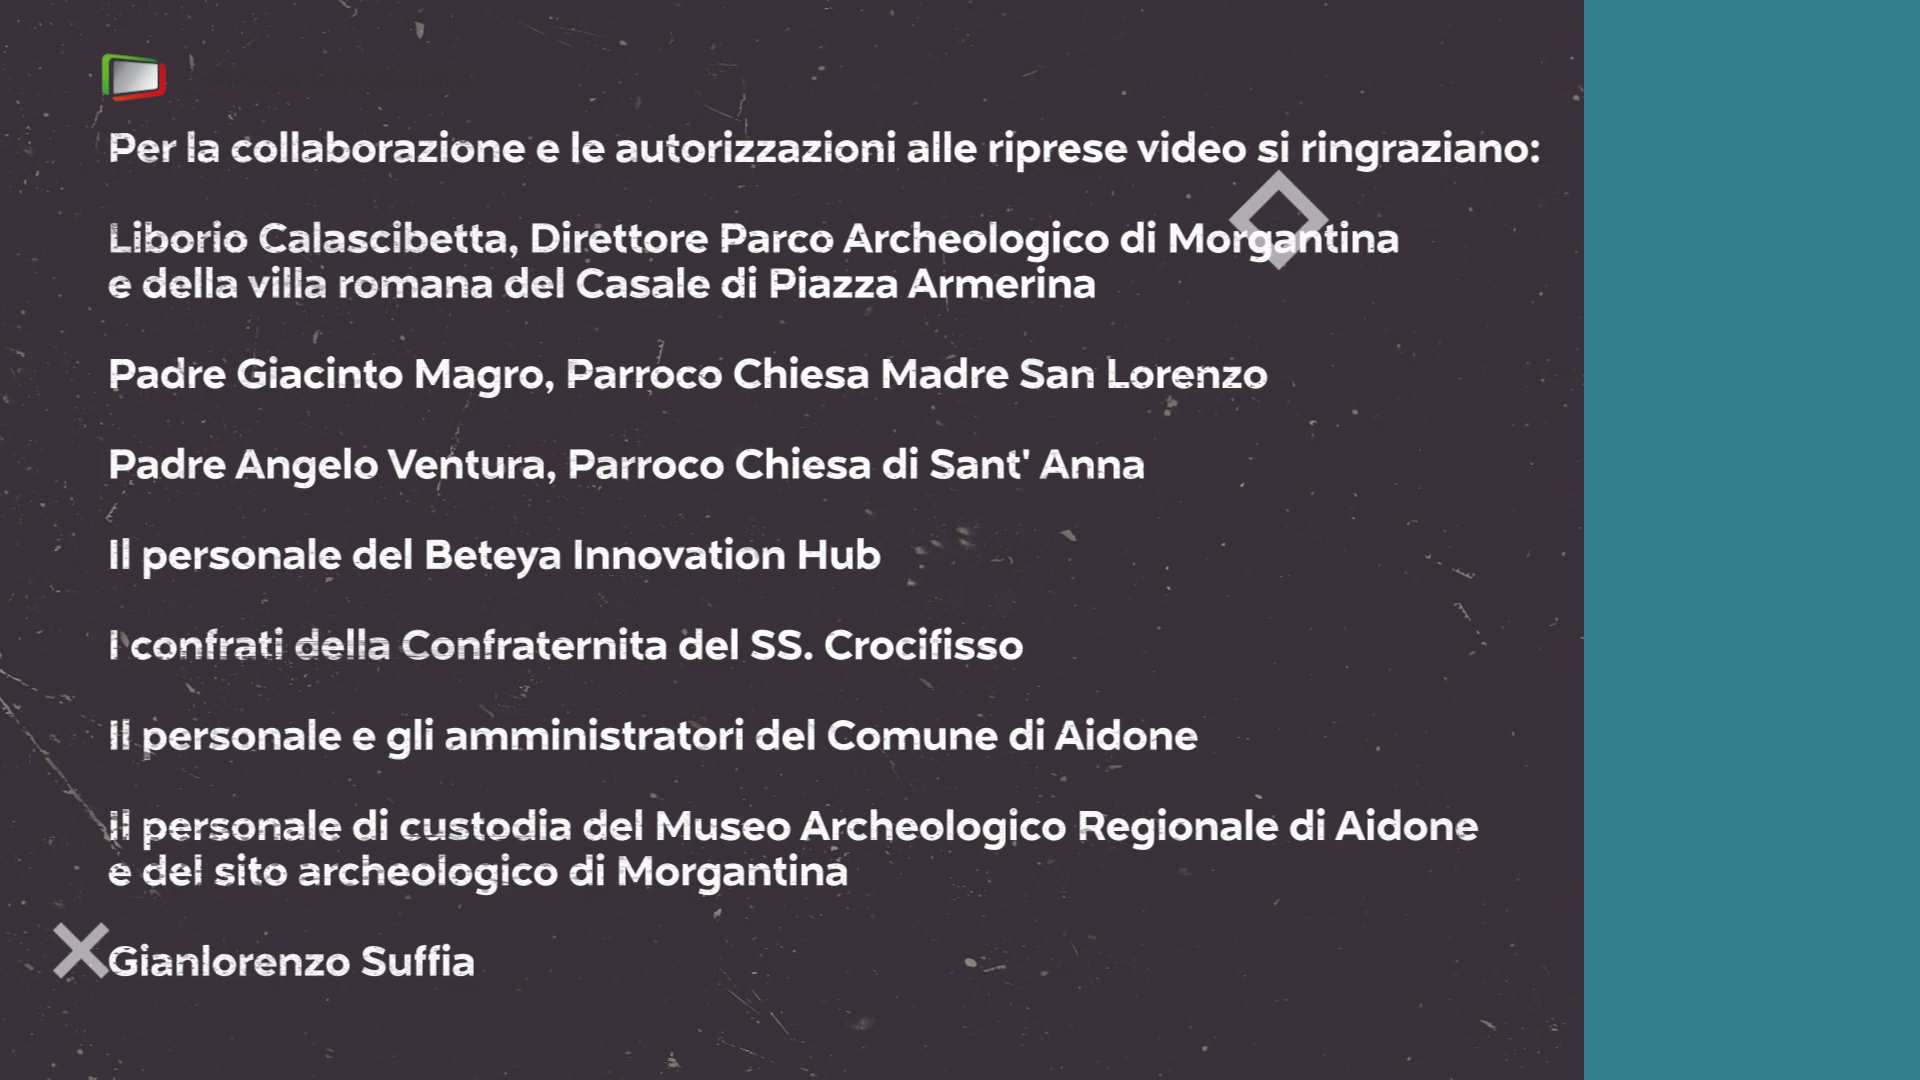 Per la collaborazione e le autorizzazioni alle riprese video si ringraziano:
Liborio Calascibetta, Direttore Parco Archeologico di Morgantina
e della villa romana del Casale di Piazza Armerina
Padre Giacinto Magro, Parroco Chiesa Madre San Lorenzo
Padre Angelo Ventura, Parroco Chiesa di Sant' Anna
Il personale del Beteya Innovation Hub
I confrati della Confraternita del SS. Crocifisso
Il personale e gli amministratori del Comune di Aidone
Il personale di custodia del Museo Archeologico Regionale di Aidone
e del sito archeologico di Morgantina
Gianlorenzo Suffia